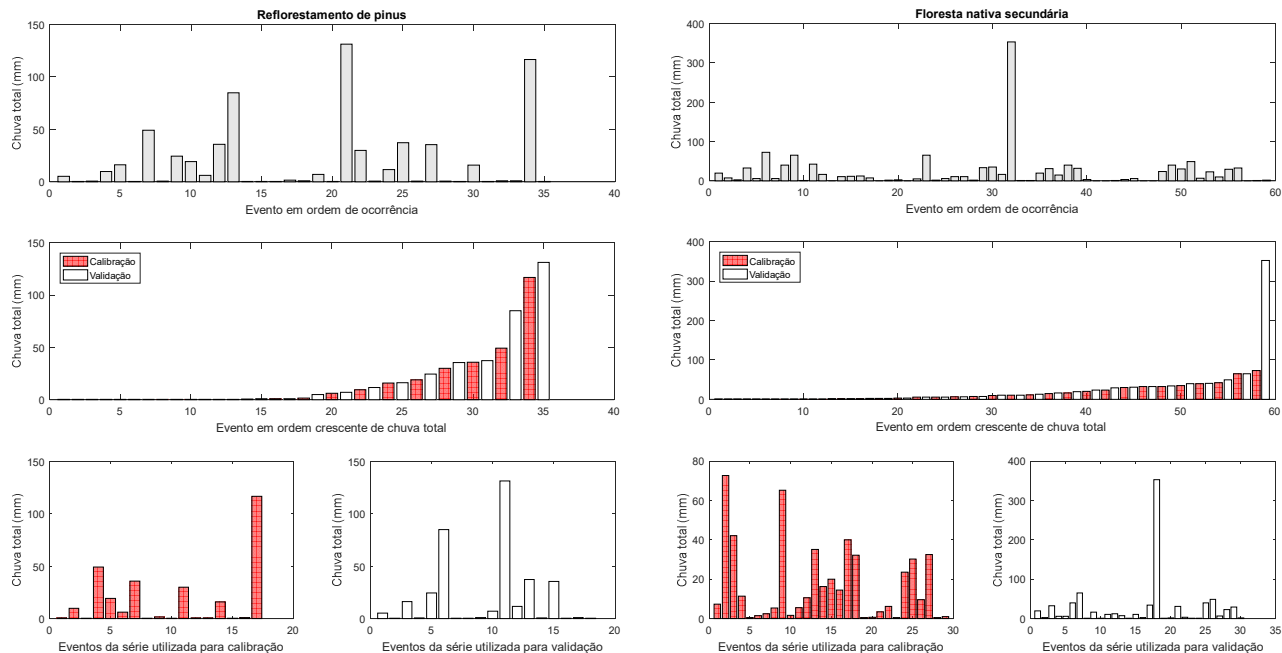 Reflorestamento de pinus
Chuva total (mm)
150
100
50
0
0 5 10 15 20 25 30 35 40
Evento em ordem de ocorrência
Floresta nativa secundária
Chuva total (mm)
400
300
200
100
0
0 10 20 30 40 50 60
Evento em ordem de ocorrência
Chuva total (mm)
150
100
50
0
Calibração
Validação
0 5 10 15 20 25 30 35 40
Evento em ordem crescente de chuva total
Chuva total (mm)
400
300
200
100
0
Calibração
Validação
0 10 20 30 40 50 60
Evento em ordem crescente de chuva total
Chuva total (mm)
150
100
50
0
0 5 10 15 20
Eventos da série utilizada para calibração
Chuva total (mm)
150
100
50
0
0 5 10 15 20
Eventos da série utilizada para validação
Chuva total (mm)
80
60
40
20
0
0 5 10 15 20 25 30
Eventos da série utilizada para calibração
Chuva total (mm)
400
300
200
100
0
0 5 10 15 20 25 30 35
Eventos da série utilizada para validação